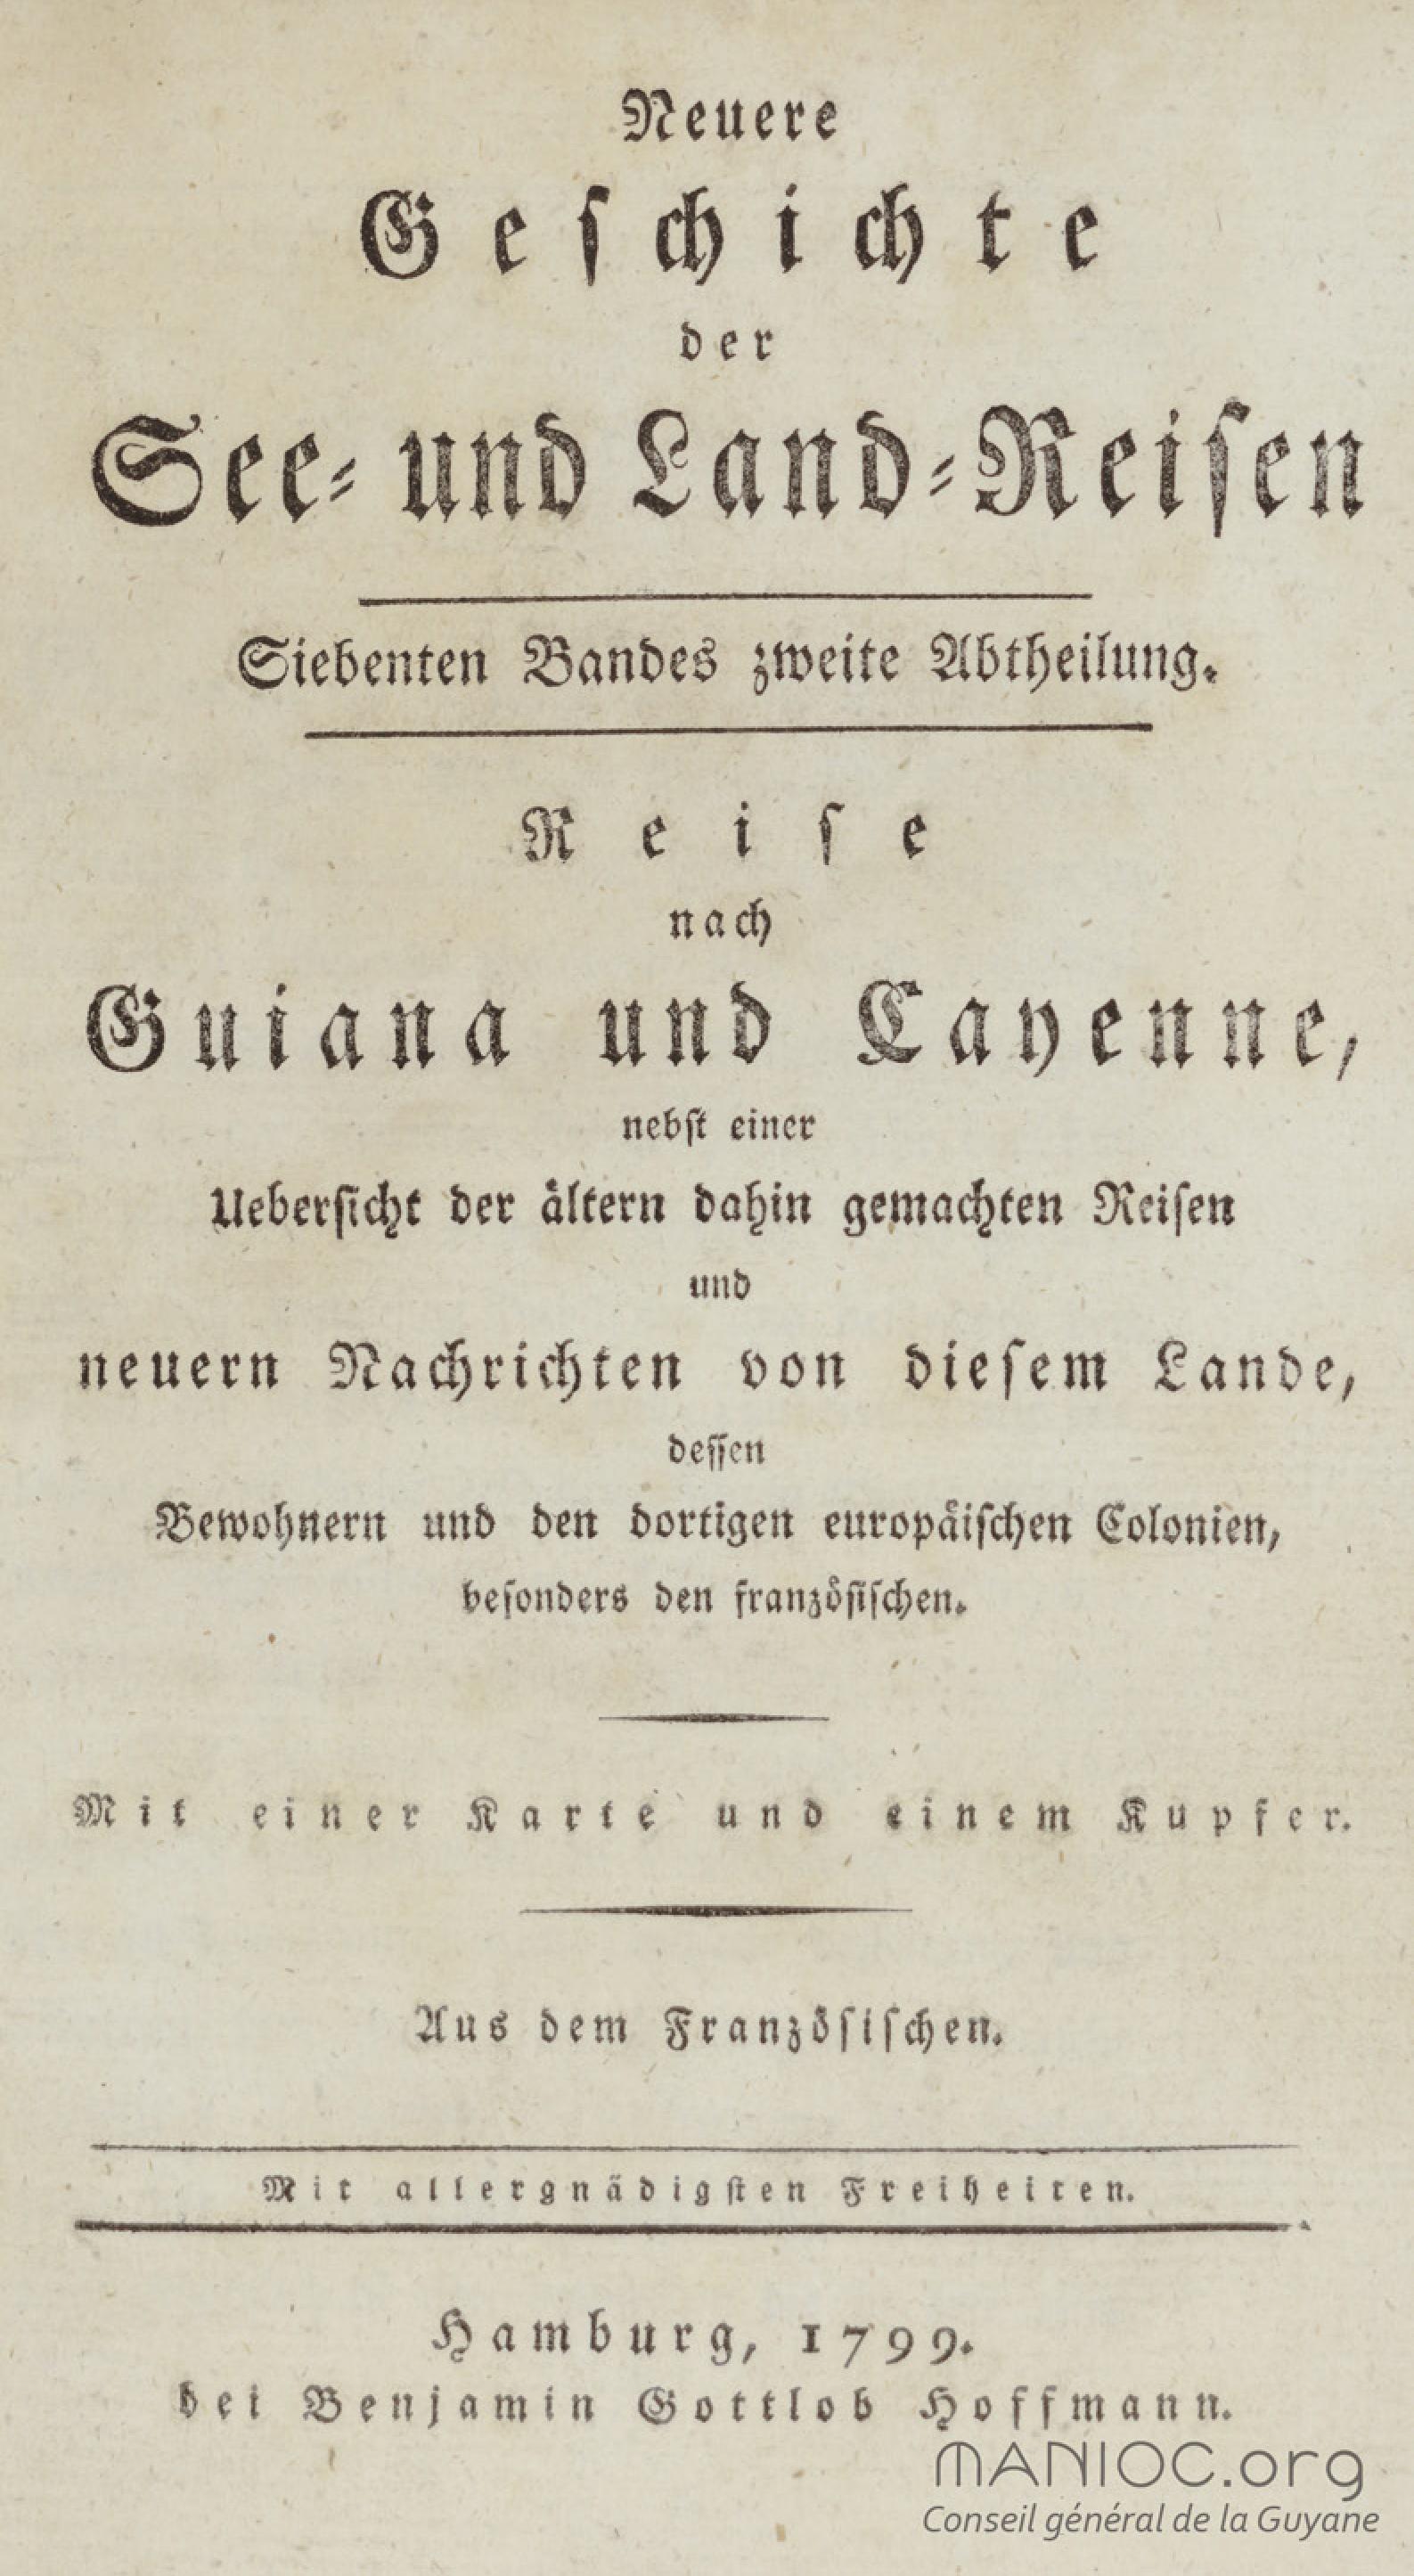 Neuere
Geſchichte
der
See- und Land-Reiſen
Siebenten Bandes zweite Abtheilung.
Reiſe
nach
Guiana und Cayenne,
nebſt einer
Ueberſicht der ältern dahin gemachten Reiſen
und
neuern Nachrichten von dieſem Lande,
deſſen
Bewohnern und den dortigen europäiſchen Colonien,
beſonders den franzöſiſchen.
Mit einer Karte und einem Kupfer.
Aus dem Franzöſiſchen.
Mit allergnädigſten Freiheiten.
Hamburg, 1799.
bei Benjamin Gottlob Hoffmann.
MANIOC.org
Conseil général de la Guyane